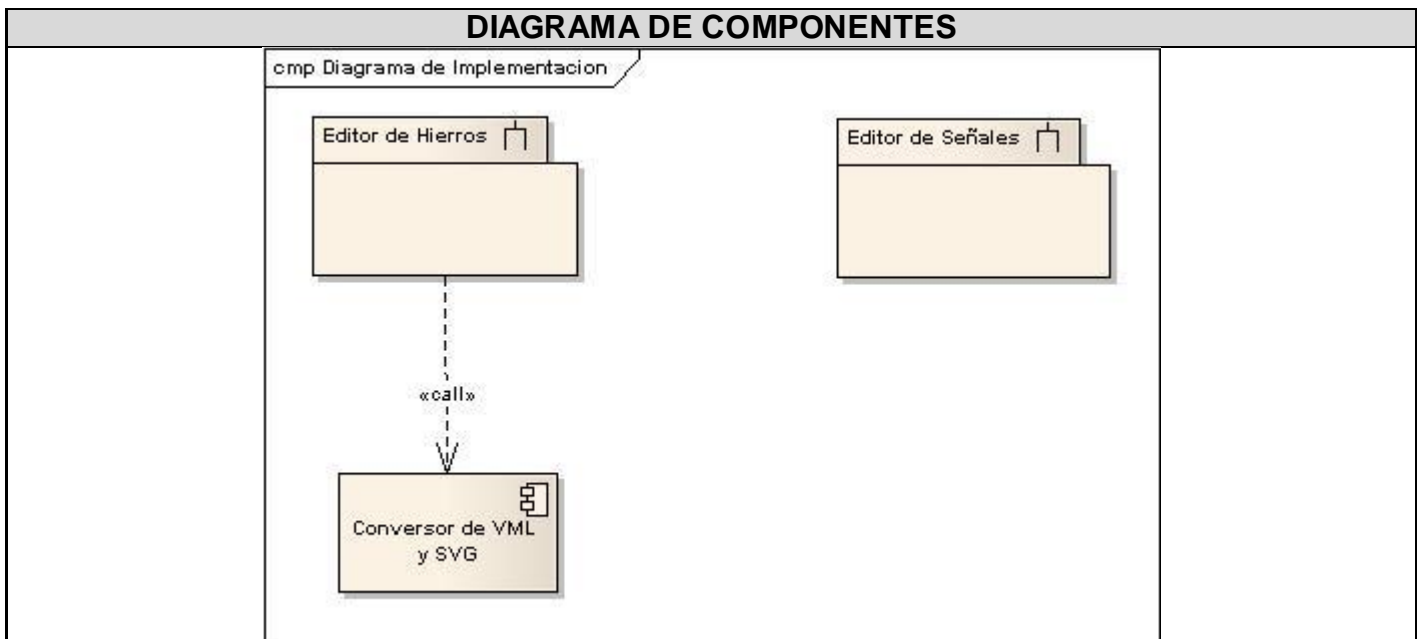 DIAGRAMA DE COMPONENTES
cmp Diagrama de Implementacion
Editor de Hierros
Editor de Señales
«call»
Conversor de VML
y SVG